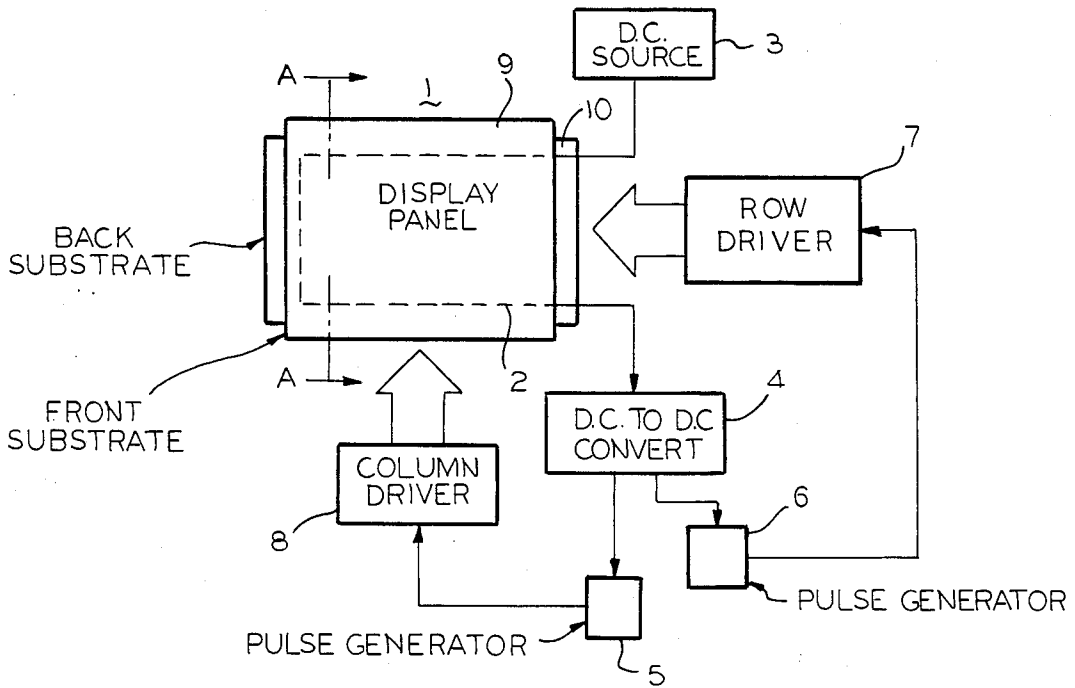 D.C.
SOURCE
3
A
1
9
10
7
DISPLAY
PANEL
ROW
DRIVER
BACK
SUBSTRATE
A
2
4
FRONT
SUBSTRATE
D.C. TO D.C
CONVERT
COLUMN
DRIVER
8
6
PULSE GENERATOR
PULSE GENERATOR
5